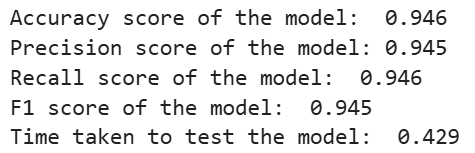 Accuracy score of the model:  0.946
Precision score of the model: 0.945
Recall score of the model:  0.946
F1 score of the model:  0.945
Time taken to test the model:  0.429